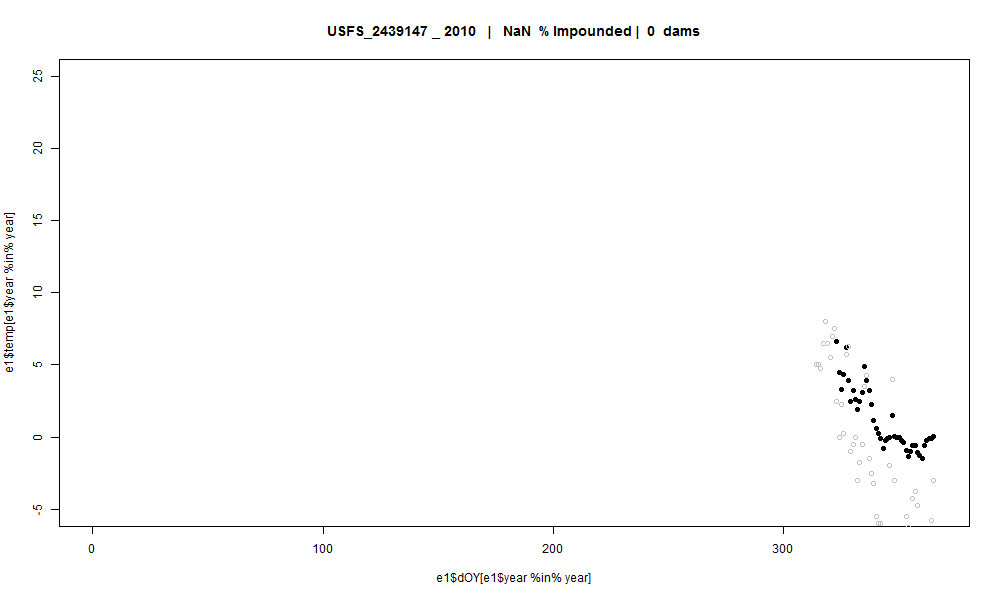 USFS_2439147 _ 2010 | NaN % Impounded | 0 dams
e1$temp[e1$year %in% year]
25
20
15
10
5
0
-5
0 100 200 300
e1$dOY[e1$year %in% year]